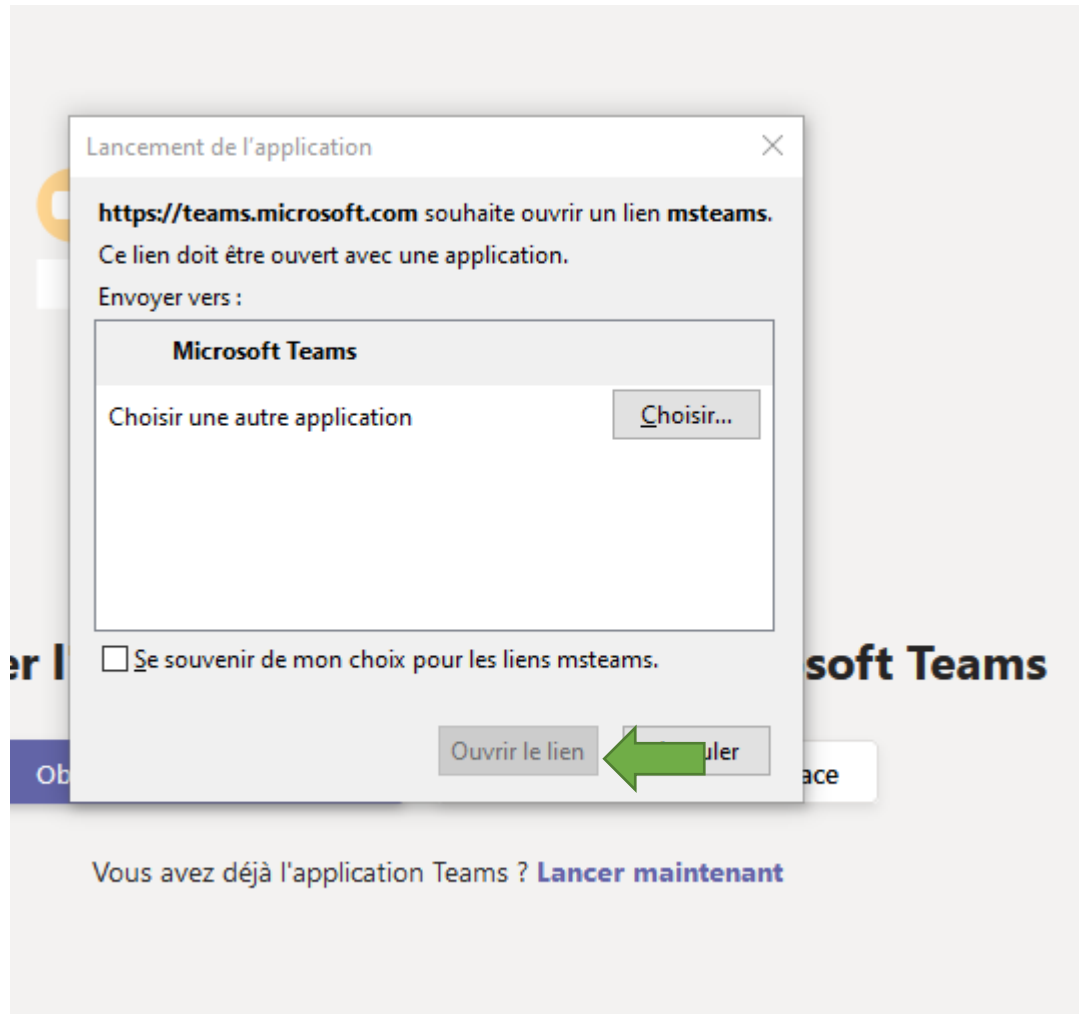 Lancement de l'application
https://teams.microsoft.com souhaite ouvrir un lien msteams.
Ce lien doit être ouvert avec une application.
Envoyer vers :
Microsoft Teams
Choisir une autre application
Choisir...
Se souvenir de mon choix pour les liens msteams.
soft Teams
Ouvrir le lien
Vous avez déjà l'application Teams ? Lancer maintenant